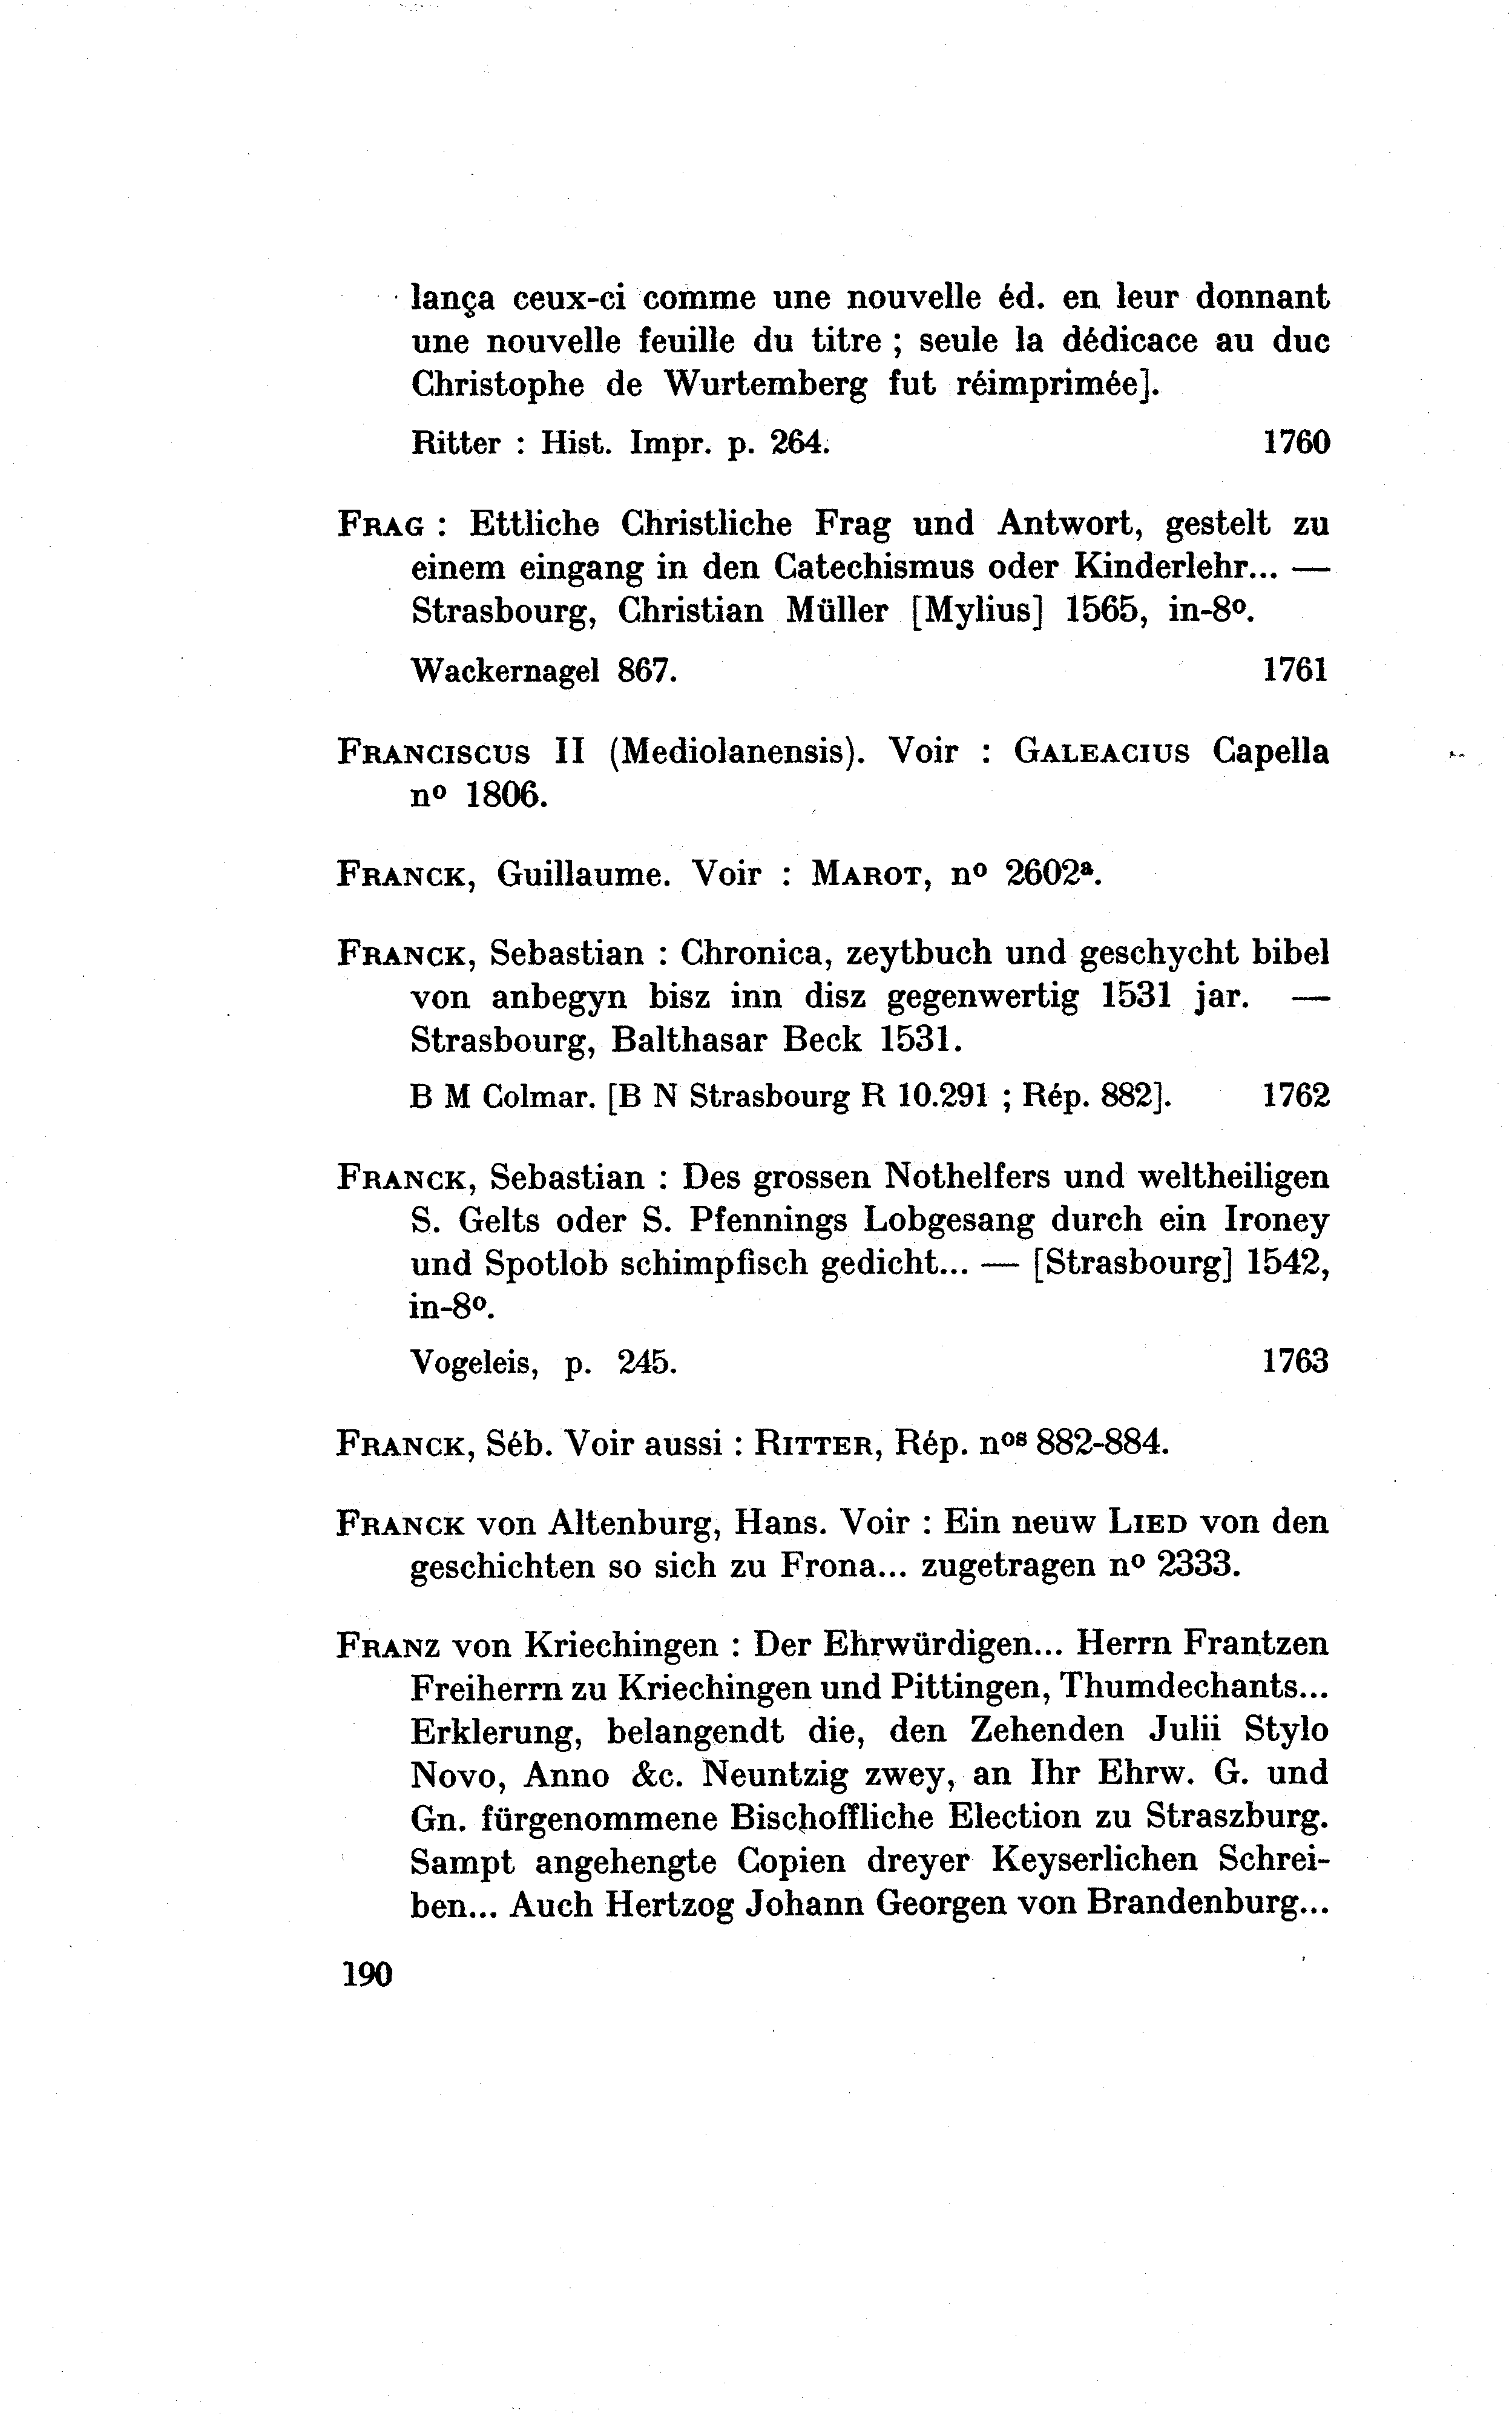 lança ceux-ci comme une nouvelle éd. en leur donnant
une nouvelle feuille du titre ; seule la dédicace au duc
Christophe de Wurtemberg fut réimprimée].
Ritter : Hist. Impr. p. 264. 1760
FRAG : Ettliche Christliche Frag und Antwort, gestelt zu
einem eingang in den Catechismus oder Kinderlehr... —
Strasbourg, Christian Müller [Mylius] 1565, in-8º.
Wackernagel 867. 1761
FRANCISCUS II (Mediolanensis). Voir : GALEACIUS Capella
nº 1806.
FRANCK, Guillaume. Voir : MAROT, nº 2602ª.
FRANCK, Sebastian : Chronica, zeytbuch und geschycht bibel
von anbegyn bisz inn disz gegenwertig 1531 jar. —
Strasbourg, Balthasar Beck 1531.
B M Colmar. [B N Strasbourg R 10.291 ; Rép. 882]. 1762
FRANCK, Sebastian : Des grossen Nothelfers und weltheiligen
S. Gelts oder S. Pfennings Lobgesang durch ein Ironey
und Spotlob schimpfisch gedicht... — [Strasbourg] 1542,
in-8º.
Vogeleis, p. 245. 1763
FRANCK, Séb. Voir aussi : RITTER, Rép. nºˢ 882-884.
FRANCK von Altenburg, Hans. Voir : Ein neuw LIED von den
geschichten so sich zu Frona... zugetragen nº 2333.
FRANZ von Kriechingen : Der Ehrwürdigen... Herrn Frantzen
Freiherrn zu Kriechingen und Pittingen, Thumdechants...
Erklerung, belangendt die, den Zehenden Julii Stylo
Novo, Anno &c. Neuntzig zwey, an Ihr Ehrw. G. und
Gn. fürgenommene Bischoffliche Election zu Straszburg.
Sampt angehengte Copien dreyer Keyserlichen Schrei-
ben... Auch Hertzog Johann Georgen von Brandenburg...
190